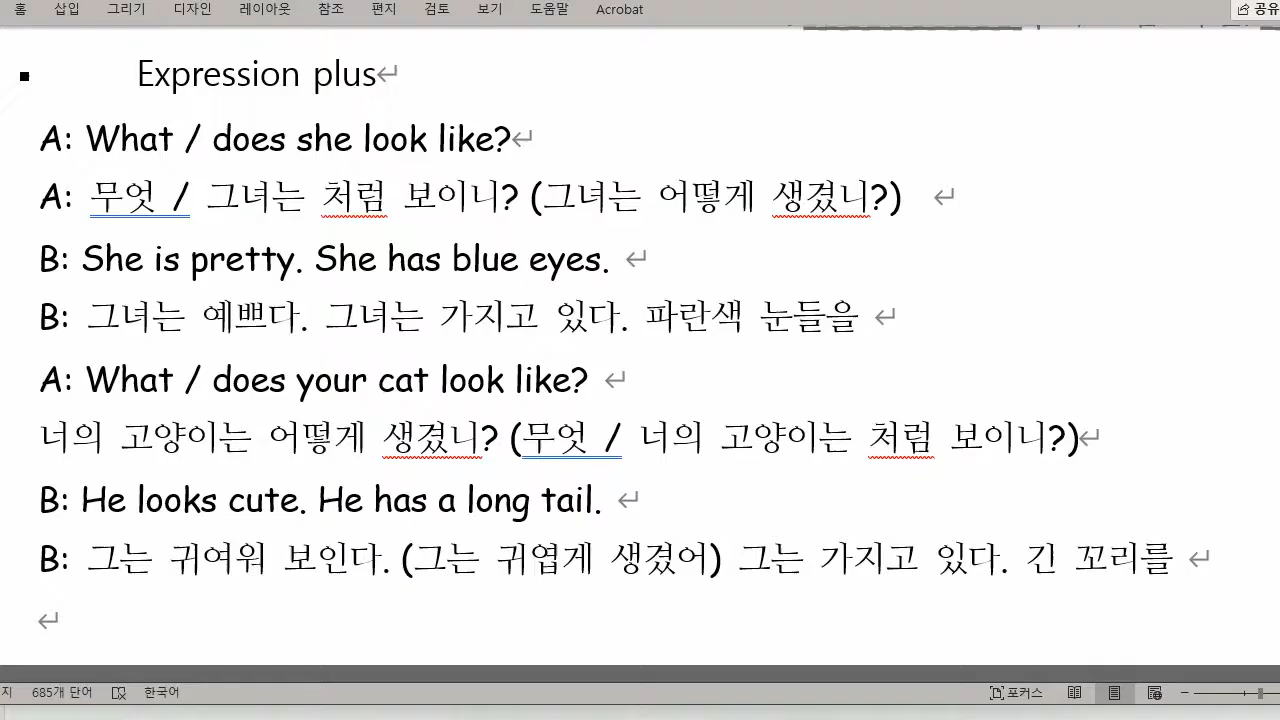 홈 삽입 그리기 디자인 레이아웃 참조 편지 검토 보기 도움말 Acrobat 공유
Expression plus
A: What / does she look like?
A: 무엇 / 그녀는 처럼 보이니? (그녀는 어떻게 생겼니?)
B: She is pretty. She has blue eyes.
B: 그녀는 예쁘다. 그녀는 가지고 있다. 파란색 눈들을
A: What / does your cat look like?
너의 고양이는 어떻게 생겼니? (무엇 / 너의 고양이는 처럼 보이니?)
B: He looks cute. He has a long tail.
B: 그는 귀여워 보인다. (그는 귀엽게 생겼어) 그는 가지고 있다. 긴 꼬리를
지 685개 단어 한국어 포커스